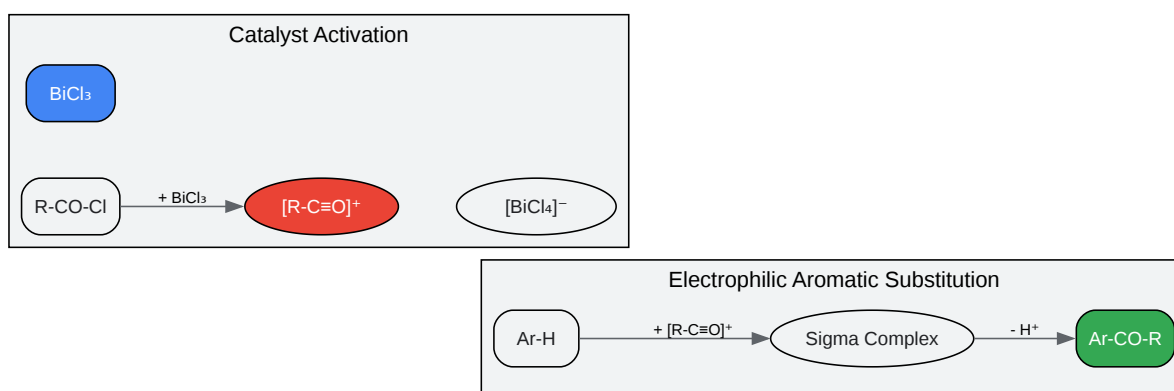 Catalyst Activation
BiCl₃
R-CO-Cl
+ BiCl₃
[R-C≡O]⁺
[BiCl₄]⁻
Electrophilic Aromatic Substitution
Ar-H
+ [R-C≡O]⁺
Sigma Complex
- H⁺
Ar-CO-R